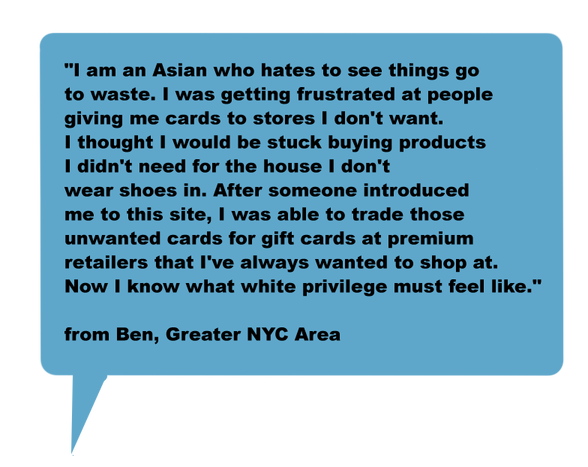 "I am an Asian who hates to see things go
to waste. I was getting frustrated at people
giving me cards to stores I don't want.
I thought I would be stuck buying products
I didn't need for the house I don't
wear shoes in. After someone introduced
me to this site, I was able to trade those
unwanted cards for gift cards at premium
retailers that I've always wanted to shop at.
Now I know what white privilege must feel like."
from Ben, Greater NYC Area